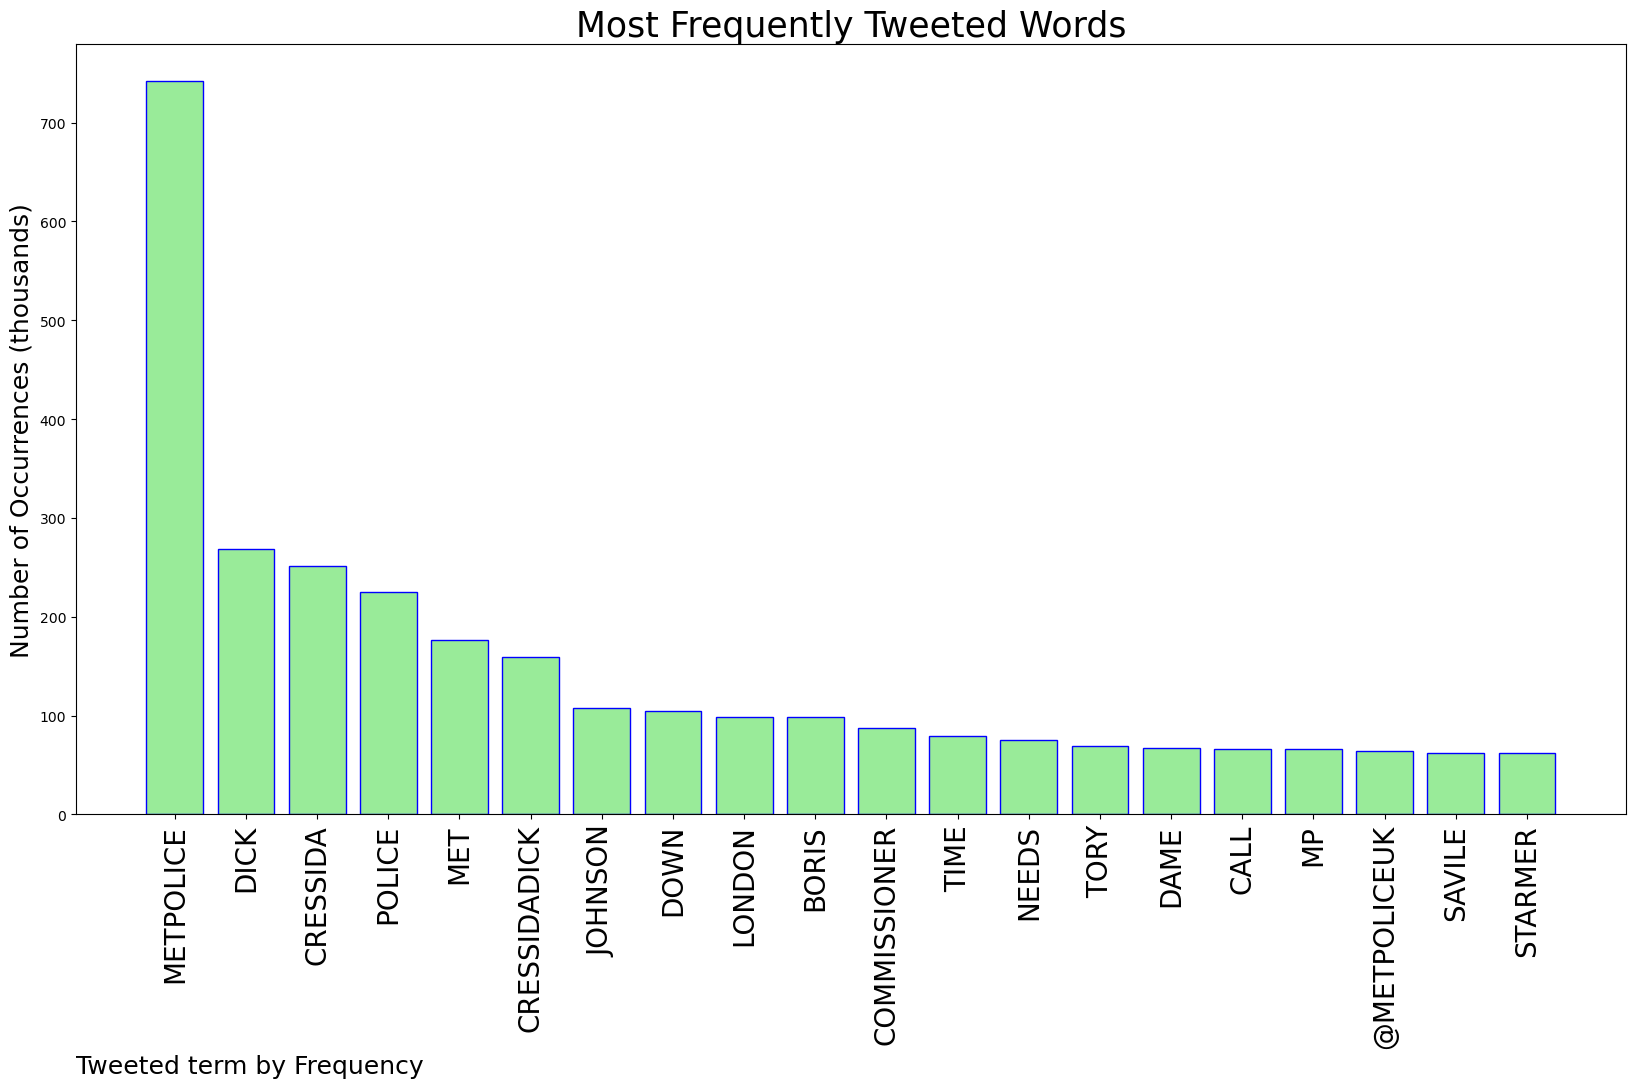 Most Frequently Tweeted Words
Number of Occurrences (thousands)
700
600
500
400
300
200
100
0
METPOLICE
DICK
CRESSIDA
POLICE
MET
CRESSIDADICK
JOHNSON
DOWN
LONDON
BORIS
COMMISSIONER
TIME
NEEDS
TORY
DAME
CALL
MP
@METPOLICEUK
SAVILE
STARMER
Tweeted term by Frequency